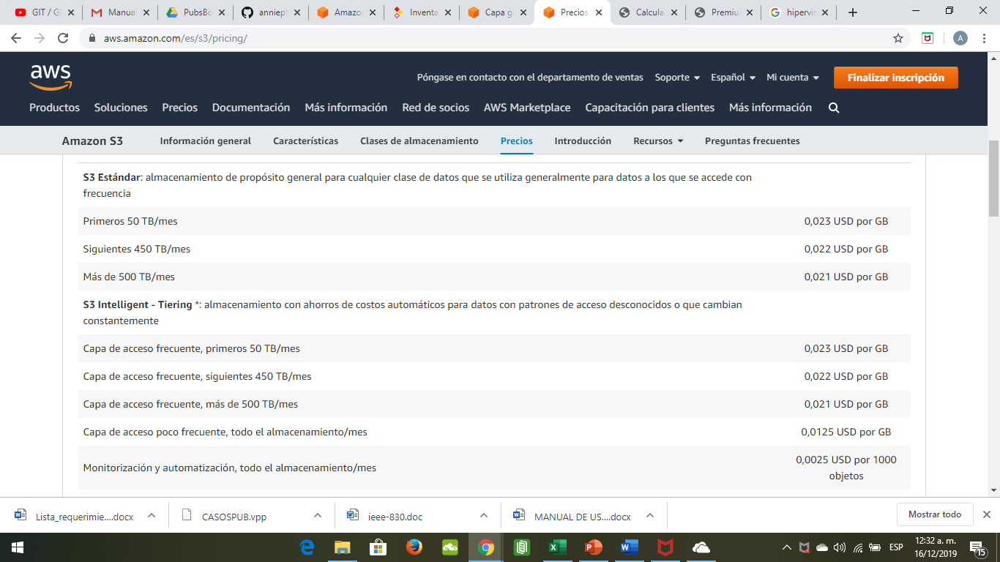 GIT / G
Manual
PubsBo
anniep
Amazo
Inventa
Capa g
Precios
Calcula
Premiu
hipervis
aws.amazon.com/es/s3/pricing/
A
aws
Póngase en contacto con el departamento de ventas Soporte Español Mi cuenta Finalizar inscripción
Productos Soluciones Precios Documentación Más información Red de socios AWS Marketplace Capacitación para clientes Más información
Amazon S3 Información general Características Clases de almacenamiento Precios Introducción Recursos Preguntas frecuentes
S3 Estándar: almacenamiento de propósito general para cualquier clase de datos que se utiliza generalmente para datos a los que se accede con
frecuencia
Primeros 50 TB/mes 0,023 USD por GB
Siguientes 450 TB/mes 0,022 USD por GB
Más de 500 TB/mes 0,021 USD por GB
S3 Intelligent - Tiering *: almacenamiento con ahorros de costos automáticos para datos con patrones de acceso desconocidos o que cambian
constantemente
Capa de acceso frecuente, primeros 50 TB/mes 0,023 USD por GB
Capa de acceso frecuente, siguientes 450 TB/mes 0,022 USD por GB
Capa de acceso frecuente, más de 500 TB/mes 0,021 USD por GB
Capa de acceso poco frecuente, todo el almacenamiento/mes 0,0125 USD por GB
Monitorización y automatización, todo el almacenamiento/mes 0,0025 USD por 1000
objetos
Lista_requerimie....docx
CASOSPUB.vpp
ieee-830.doc
MANUAL DE US....docx
Mostrar todo
ESP
12:32 a. m.
16/12/2019
15